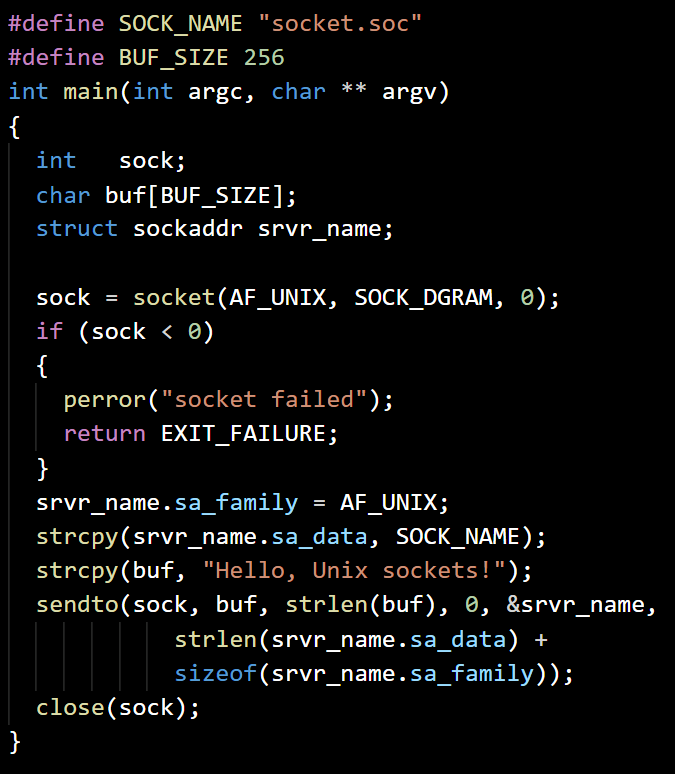 #define SOCK_NAME "socket.soc"
#define BUF_SIZE 256
int main(int argc, char ** argv)
{
  int   sock;
  char buf[BUF_SIZE];
  struct sockaddr srvr_name;

  sock = socket(AF_UNIX, SOCK_DGRAM, 0);
  if (sock < 0)
  {
    perror("socket failed");
    return EXIT_FAILURE;
  }
  srvr_name.sa_family = AF_UNIX;
  strcpy(srvr_name.sa_data, SOCK_NAME);
  strcpy(buf, "Hello, Unix sockets!");
  sendto(sock, buf, strlen(buf), 0, &srvr_name,
            strlen(srvr_name.sa_data) +
            sizeof(srvr_name.sa_family));
  close(sock);
}